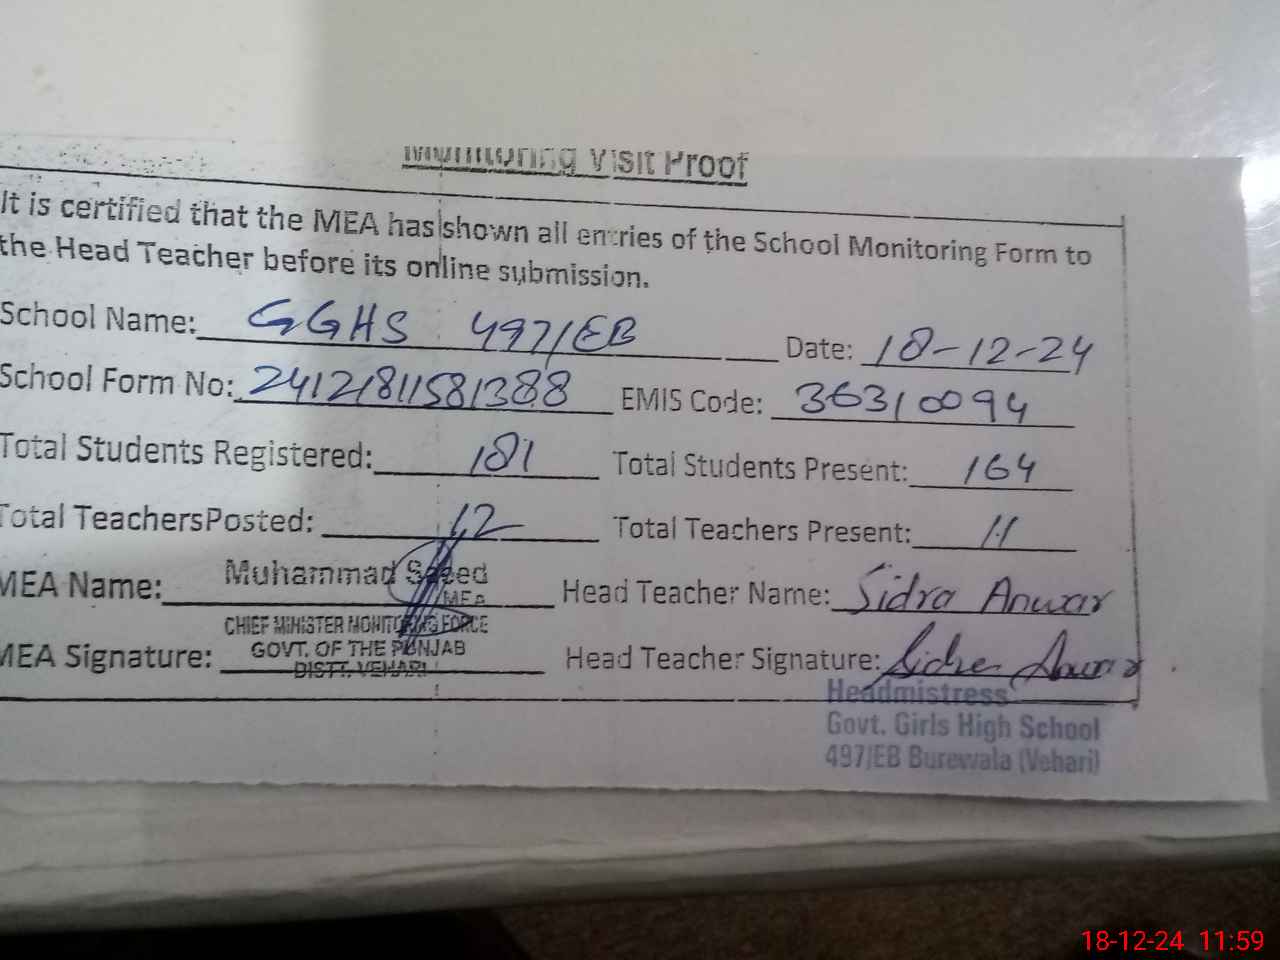 Monitoring Visit Proof
It is certified that the MEA has shown all entries of the School Monitoring Form to
the Head Teacher before its online submission.
School Name: GGHS 497/EB Date: 18-12-24
School Form No: 24121811581388 EMIS Code: 36310094
Total Students Registered: 181 Total Students Present: 164
Total TeachersPosted: 12 Total Teachers Present: 11
MEA Name: Muhammad Saeed Head Teacher Name: Sidra Anwar
MEA
CHIEF MINISTER MONITORING FORCE
GOVT. OF THE PUNJAB
MEA Signature: DISTT. VEHARI Head Teacher Signature: Sidra Anwar
Headmistress
Govt. Girls High School
497/EB Burewala (Vehari)
18-12-24 11:59